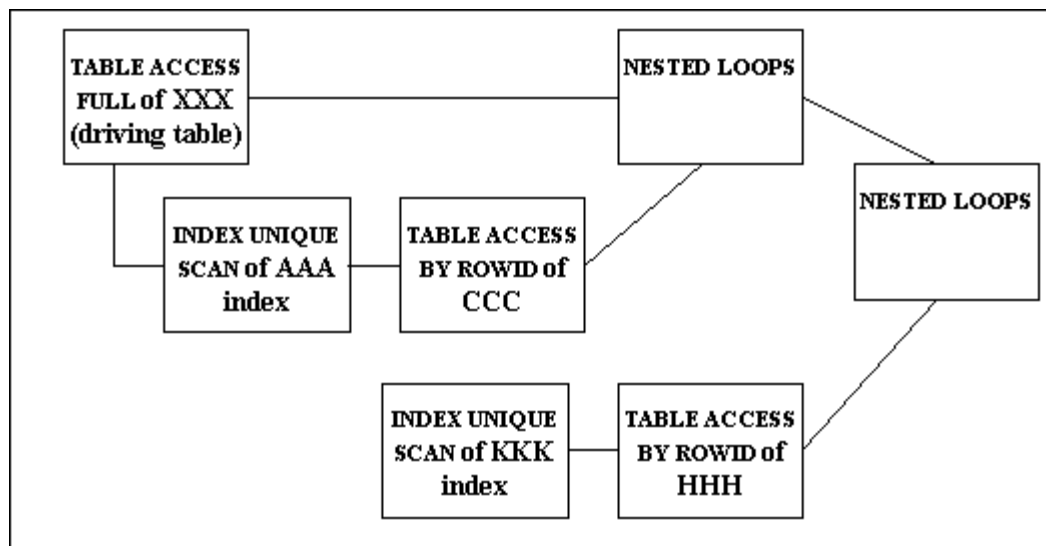 TABLE ACCESS
FULL of XXX
(driving table)
NESTED LOOPS
NESTED LOOPS
INDEX UNIQUE
SCAN of AAA
index
TABLE ACCESS
BY ROWID of
CCC
INDEX UNIQUE
SCAN of KKK
index
TABLE ACCESS
BY ROWID of
HHH